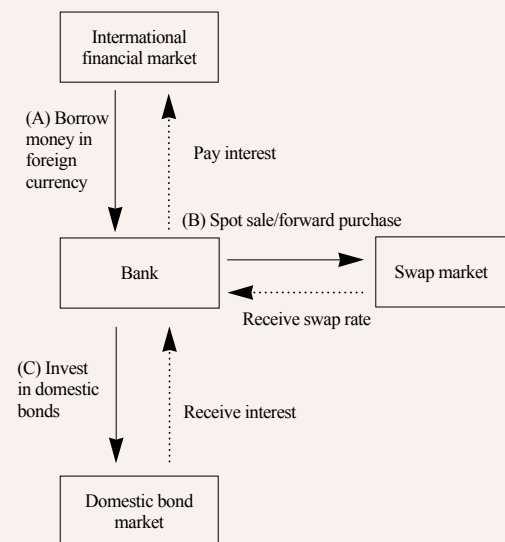 International
financial market
(A) Borrow
money in
foreign
currency
Pay interest
(B) Spot sale/forward purchase
Bank
Swap market
Receive swap rate
(C) Invest
in domestic
bonds
Receive interest
Domestic bond
market